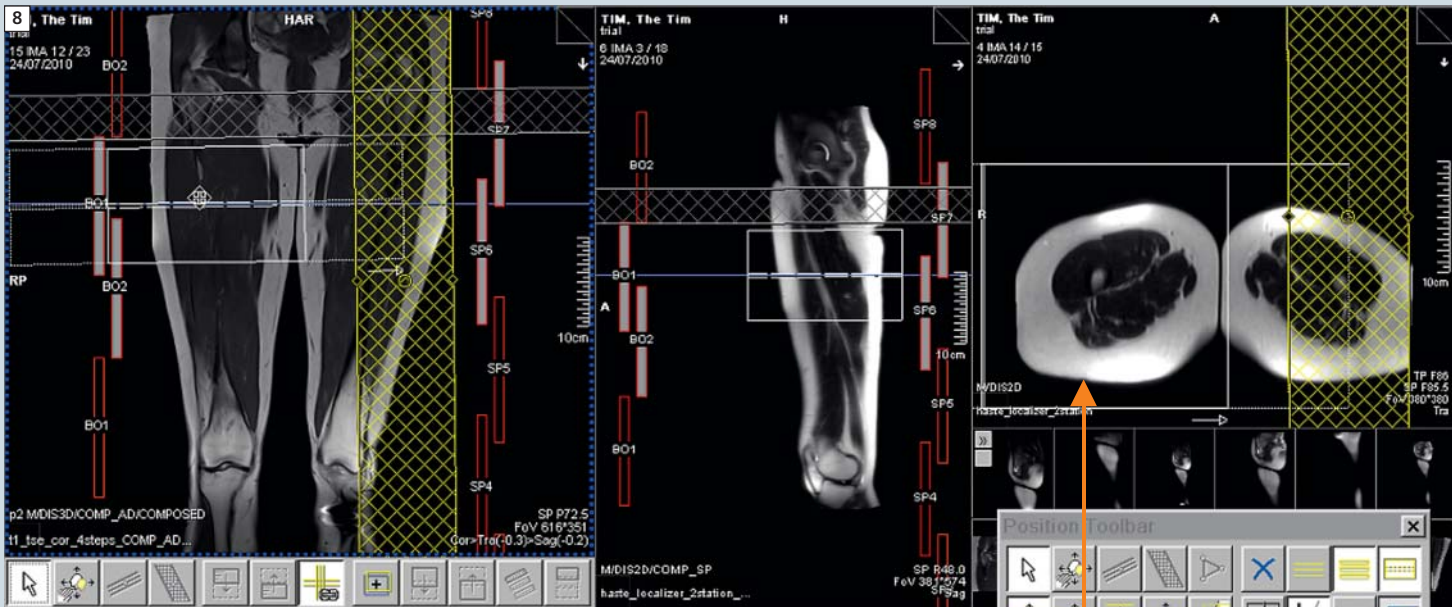 8
The Tim
trial
15 IMA 12 / 23
24/07/2010
HAR
BO2
SP8
SP7
BO1
SP6
RP
BO2
10cm
SP5
BO1
SP4
p2 M/DIS3D/COMP_AD/COMPOSED
t1_tse_cor_4steps_COMP_AD...
SP P72.5
FoV 616*351
Cor>Tra(-0.3)>Sag(-0.2)
TIM, The Tim
trial
6 IMA 3 / 18
24/07/2010
H
SP8
BO2
SP7
BO1
A
SP6
BO2
10cm
SP5
BO1
SP4
M/DIS2D/COMP_SP
haste_localizer_2station_...
SP R48.0
FoV 381*574
Sag
TIM, The Tim
trial
4 IMA 14 / 15
24/07/2010
A
R
10cm
M/DIS2D
haste_localizer_2station
TP F86
SP F85.5
FoV 380*380
Tra
Position Toolbar